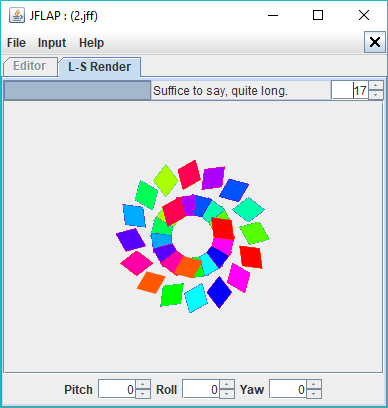 JFLAP : (2.jff)
File Input Help
Editor L-S Render
Suffice to say, quite long. 17
Pitch 0 Roll 0 Yaw 0